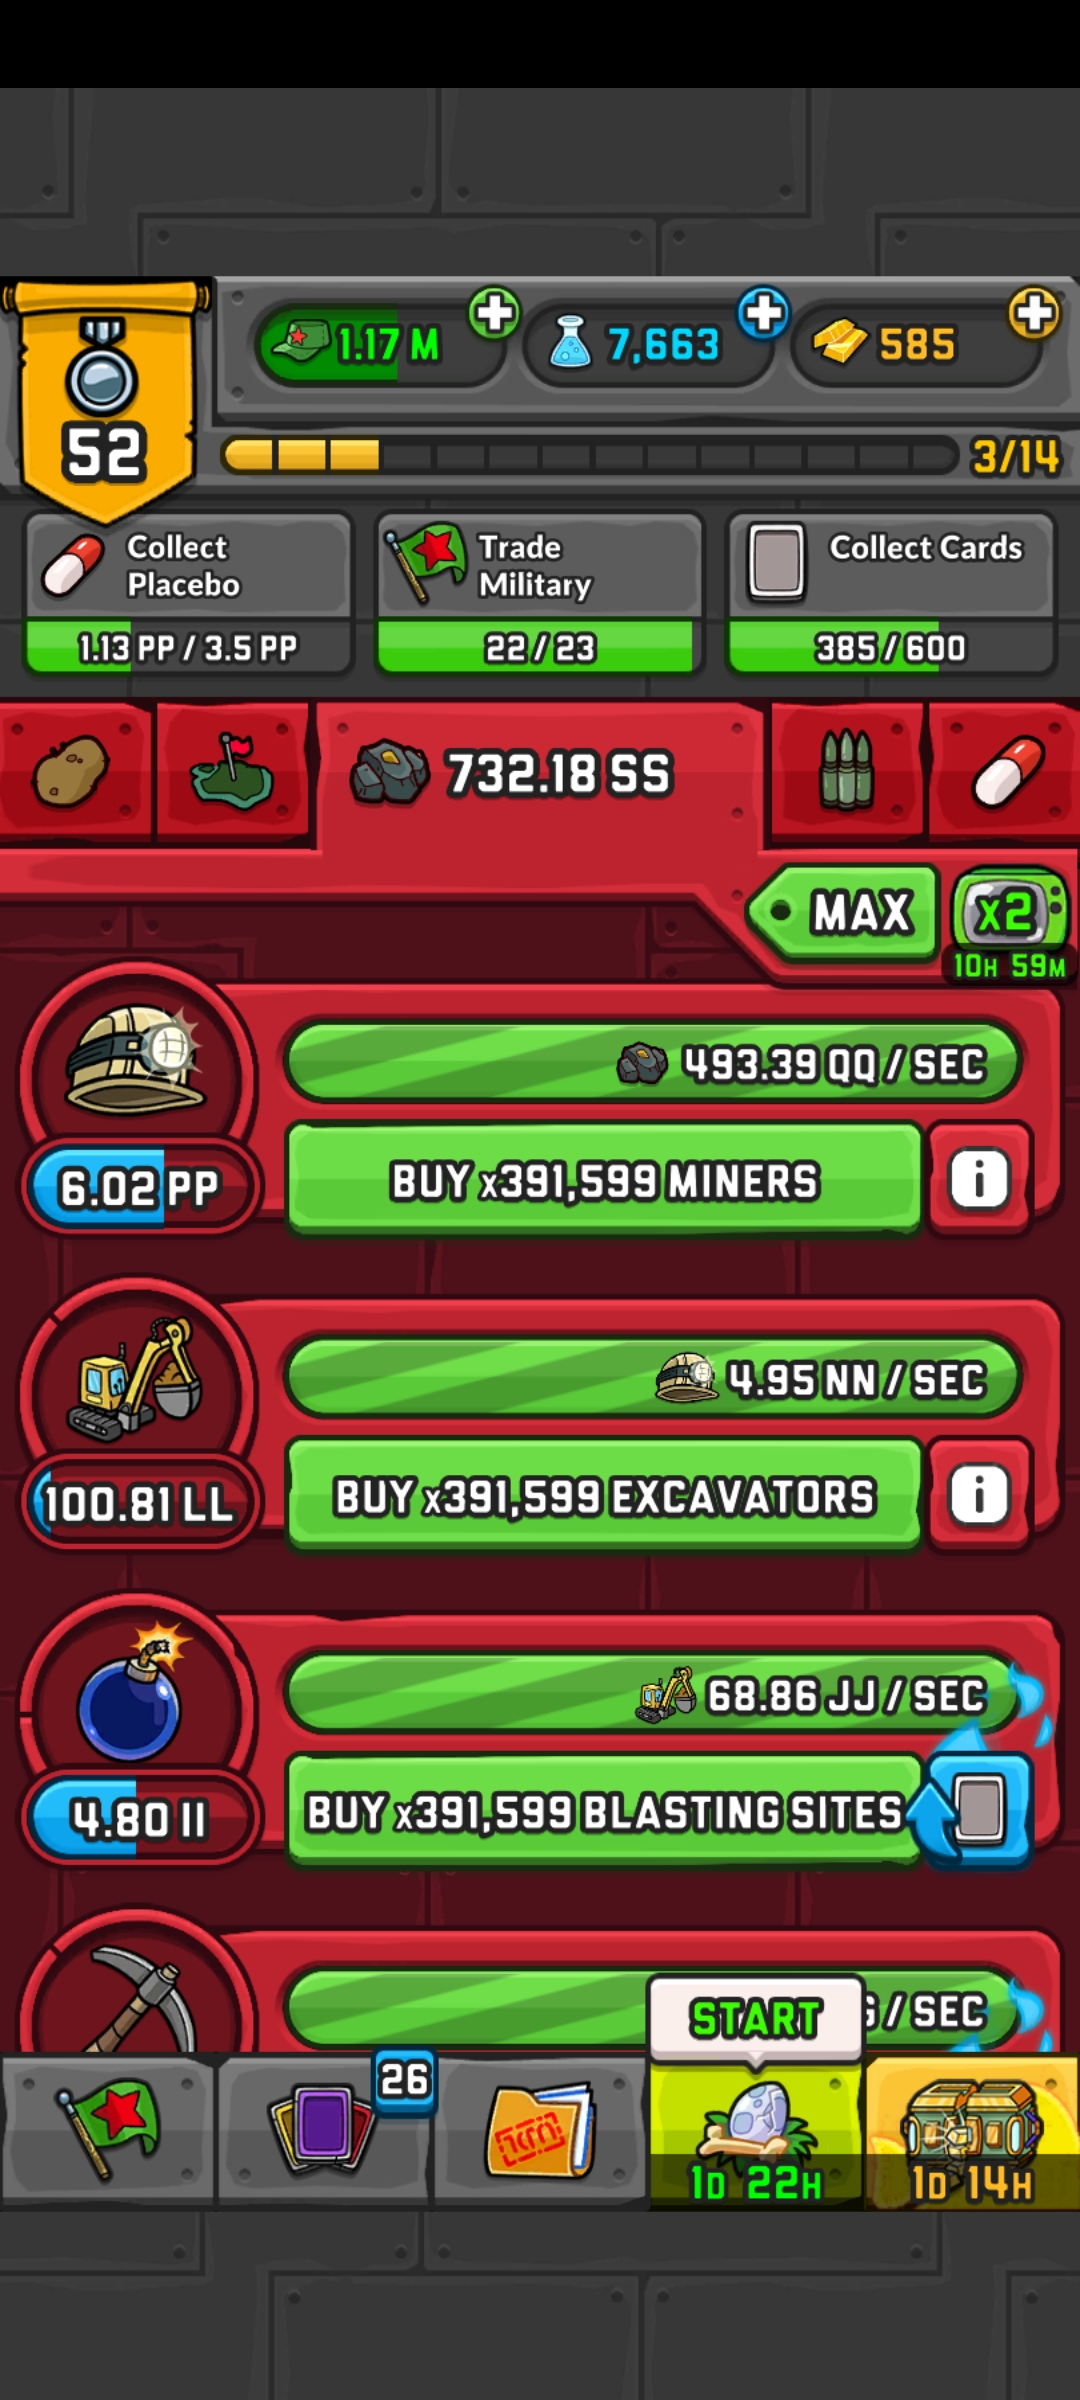 52
1.17 M
7,663
585
3/14
Collect
Placebo
1.13 PP / 3.5 PP
Trade
Military
22 / 23
Collect Cards
385 / 600
732.18 SS
MAX
x2
10H 59M
493.39 QQ / SEC
6.02 PP
BUY x391,599 MINERS
i
4.95 NN / SEC
100.81 LL
BUY x391,599 EXCAVATORS
i
68.86 JJ / SEC
4.80 II
BUY x391,599 BLASTING SITES
/ SEC
START
26
1D 22H
1D 14H